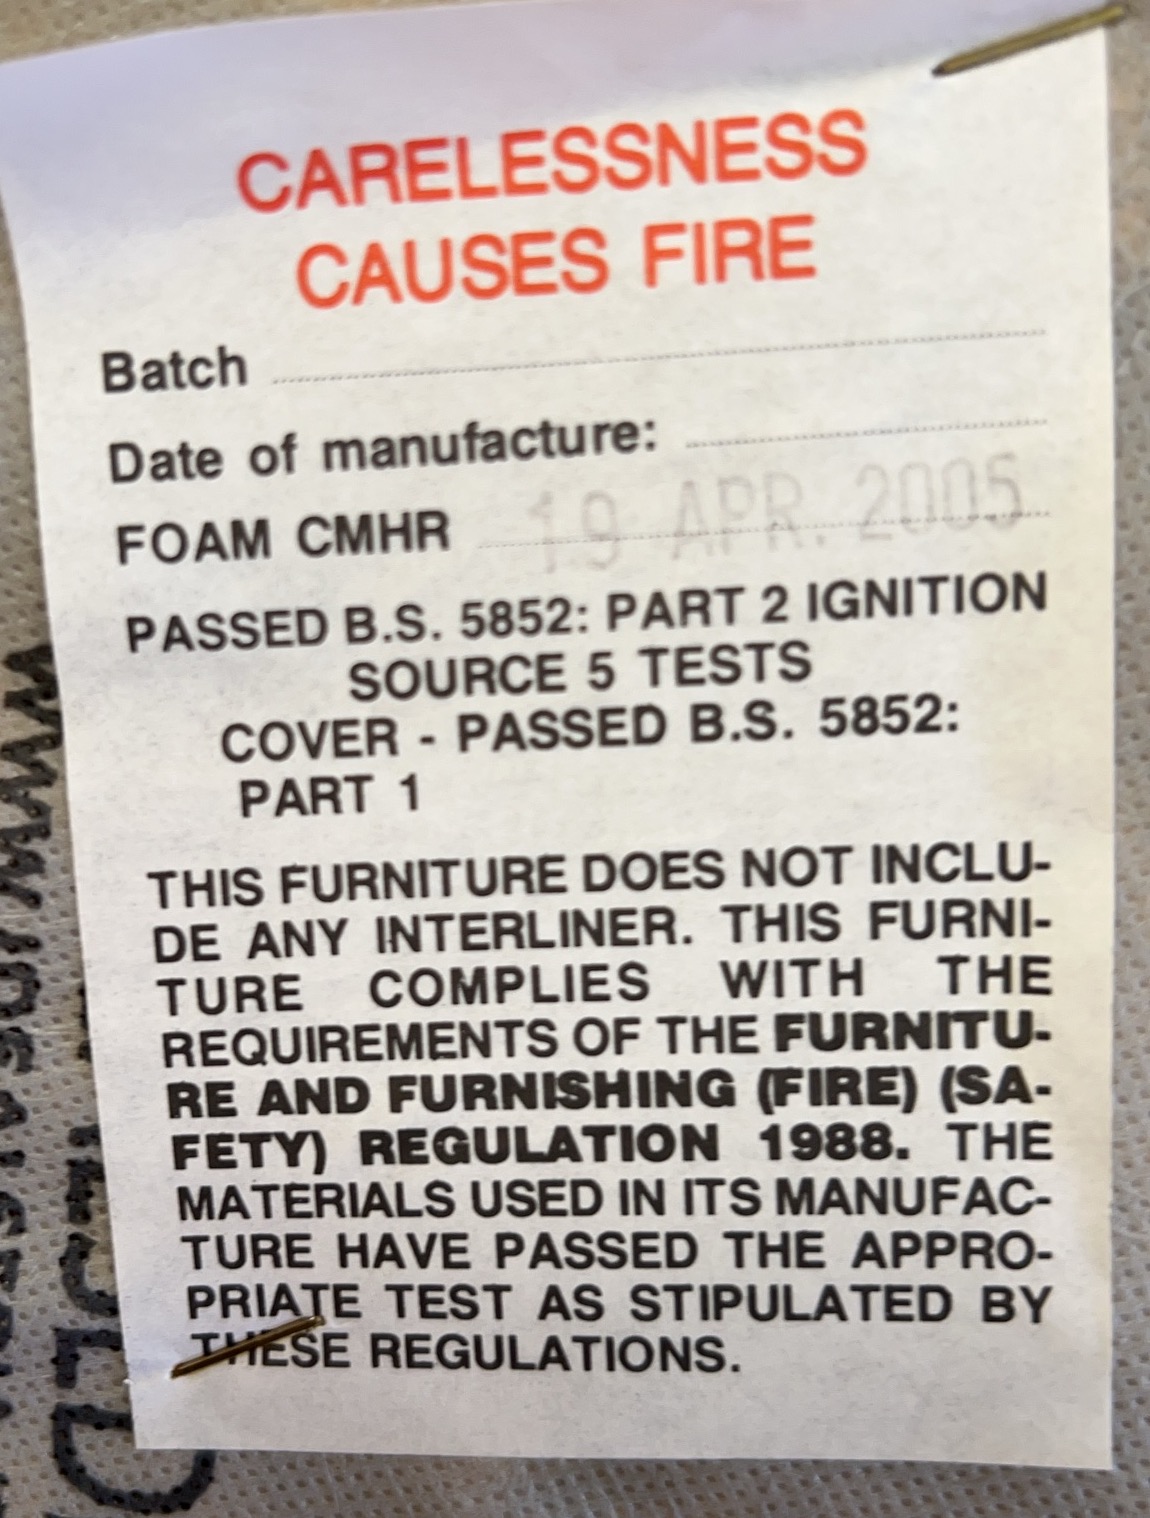 CARELESSNESS
CAUSES FIRE
Batch
Date of manufacture:
FOAM CMHR 19 APR. 2005
PASSED B.S. 5852: PART 2 IGNITION
SOURCE 5 TESTS
COVER - PASSED B.S. 5852:
PART 1
THIS FURNITURE DOES NOT INCLU-
DE ANY INTERLINER. THIS FURNI-
TURE COMPLIES WITH THE
REQUIREMENTS OF THE FURNITU-
RE AND FURNISHING (FIRE) (SA-
FETY) REGULATION 1988. THE
MATERIALS USED IN ITS MANUFAC-
TURE HAVE PASSED THE APPRO-
PRIATE TEST AS STIPULATED BY
THESE REGULATIONS.